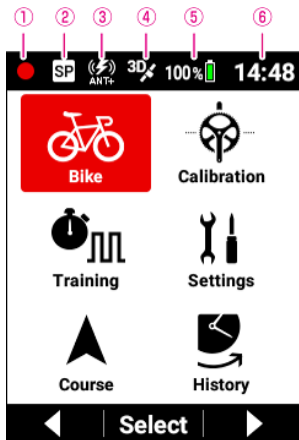 ① ② ③ ④ ⑤ ⑥
SP ANT+ 3D 100% 14:48
Bike Calibration
Training Settings
Course History
Select